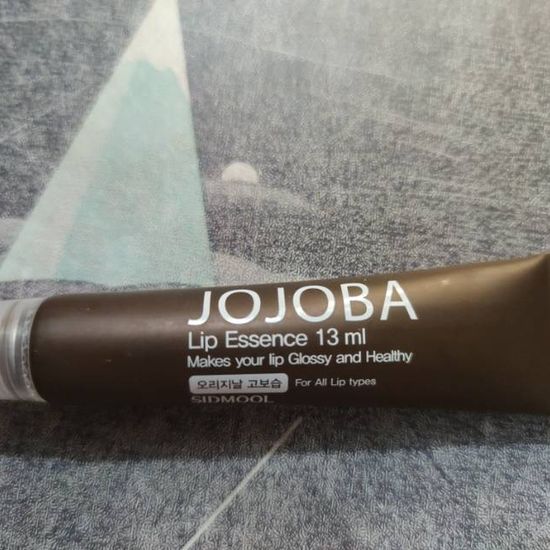 JOJOBA
Lip Essence 13 ml
Makes your lip Glossy and Healthy
오리지날 고보습 For All Lip types
SIDMOOL